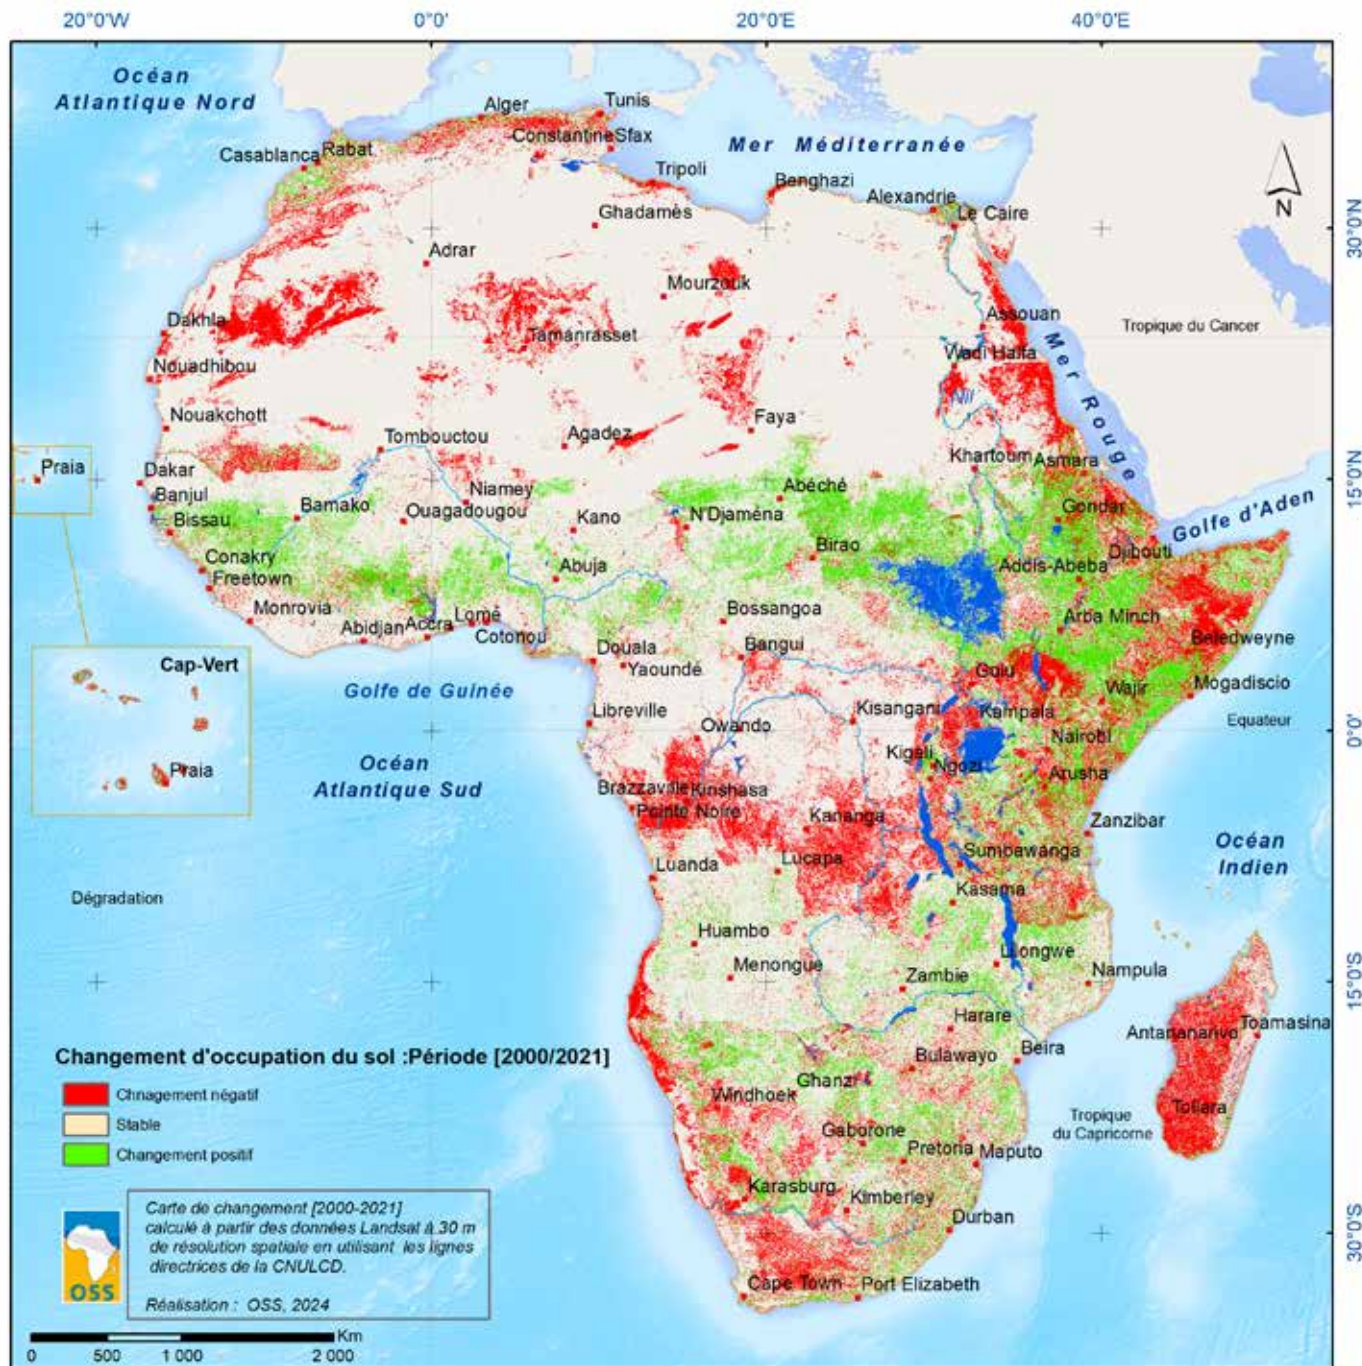 20°0'W
0°0'
20°0'E
40°0'E
Océan
Atlantique Nord
Alger
Tunis
Constantine
Sfax
Casablanca
Rabat
Mer Méditerranée
Tripoli
Benghazi
Alexandrie
Le Caire
N
Ghadamès
30°0'N
Adrar
Mourzouk
Dakhla
Assouan
Tropique du Cancer
Tamanrasset
Wadi Halfa
Mer Rouge
Nouadhibou
Nil
Nouakchott
Faya
Agadez
Tombouctou
Khartoum
Asmara
Praia
Dakar
15°0'N
Banjul
Niamey
Abéché
Bamako
Gondar
Golfe d'Aden
Bissau
Ouagadougou
Kano
N'Djaména
Djibouti
Conakry
Birao
Addis-Abeba
Freetown
Abuja
Monrovia
Bossangoa
Arba Minch
Abidjan
Accra
Lomé
Cotonou
Beledweyne
Douala
Bangui
Cap-Vert
Yaoundé
Gulu
Wajir
Mogadiscio
Golfe de Guinée
Libreville
Kisangani
Kampala
Equateur
0°0'
Owando
Nairobi
Kigali
Ngozi
Praia
Océan
Atlantique Sud
Arusha
Brazzaville
Kinshasa
Pointe Noire
Kananga
Zanzibar
Océan
Indien
Luanda
Lucapa
Sumbawanga
Kasama
Dégradation
Huambo
Lilongwe
Menongue
Zambie
Nampula
15°0'S
Harare
Antananarivo
Toamasina
Changement d'occupation du sol :Période [2000/2021]
Bulawayo
Beira
Ghanzi
Chnagement négatif
Windhoek
Toliara
Stable
Tropique
du Capricorne
Gaborone
Changement positif
Pretoria
Maputo
Karasburg
Kimberley
Durban
30°0'S
Carte de changement [2000-2021]
calculé à partir des données Landsat à 30 m
de résolution spatiale en utilisant les lignes
directrices de la CNULCD.
Réalisation : OSS, 2024
OSS
Cape Town
Port Elizabeth
Km
0
500
1 000
2 000